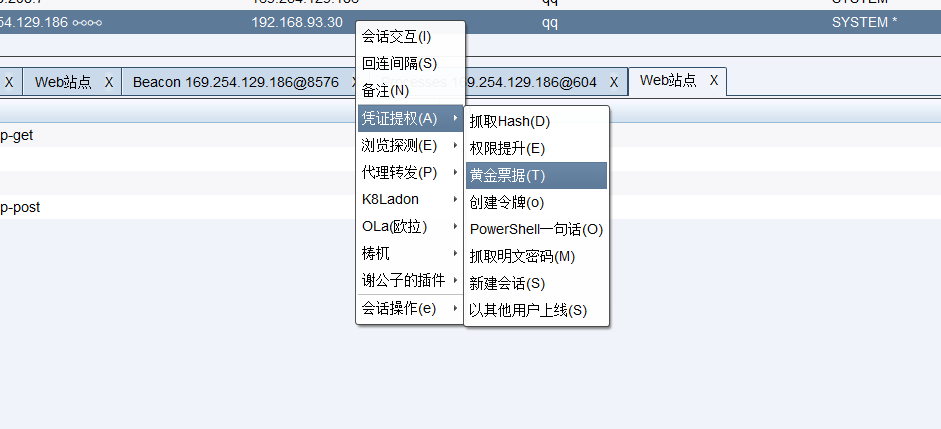 54.129.186 192.168.93.30 qq SYSTEM *
会话交互(I)
回连间隔(S)
X Web站点 X Beacon 169.254.129.186@8576 169.254.129.186@604 X Web站点 X
备注(N)
凭证提权(A)
抓取Hash(D)
p-get
浏览探测(E)
权限提升(E)
代理转发(P)
黄金票据(T)
K8Ladon
创建令牌(o)
p-post
OLa(欧拉)
PowerShell一句话(O)
梼杌
抓取明文密码(M)
谢公子的插件
新建会话(S)
会话操作(e)
以其他用户上线(S)